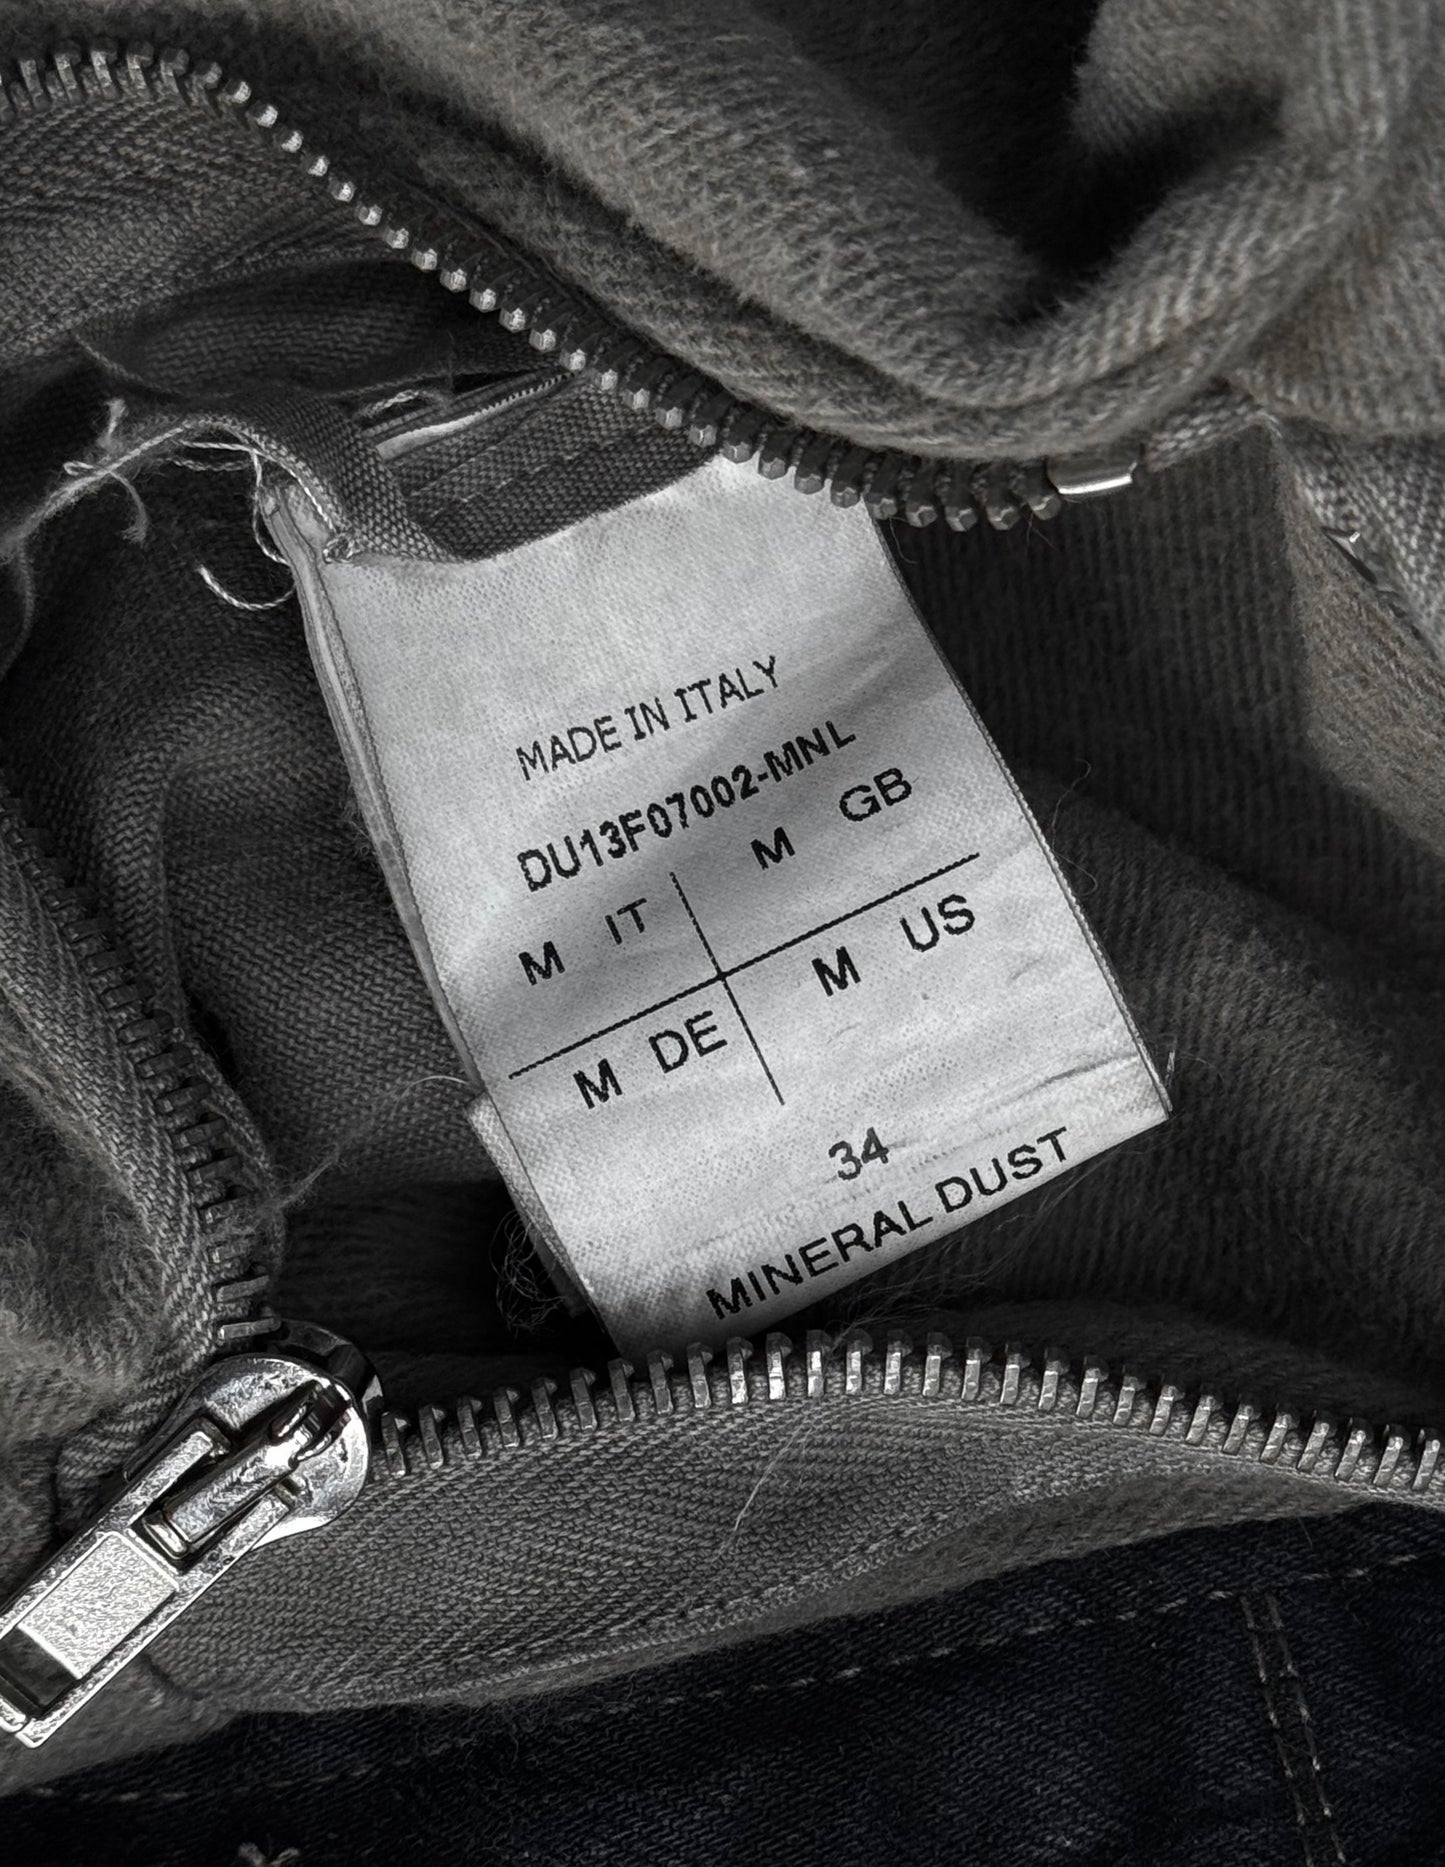 MADE IN ITALY
DU13F07002-MNL
M IT M GB
M DE M US
34
MINERAL DUST